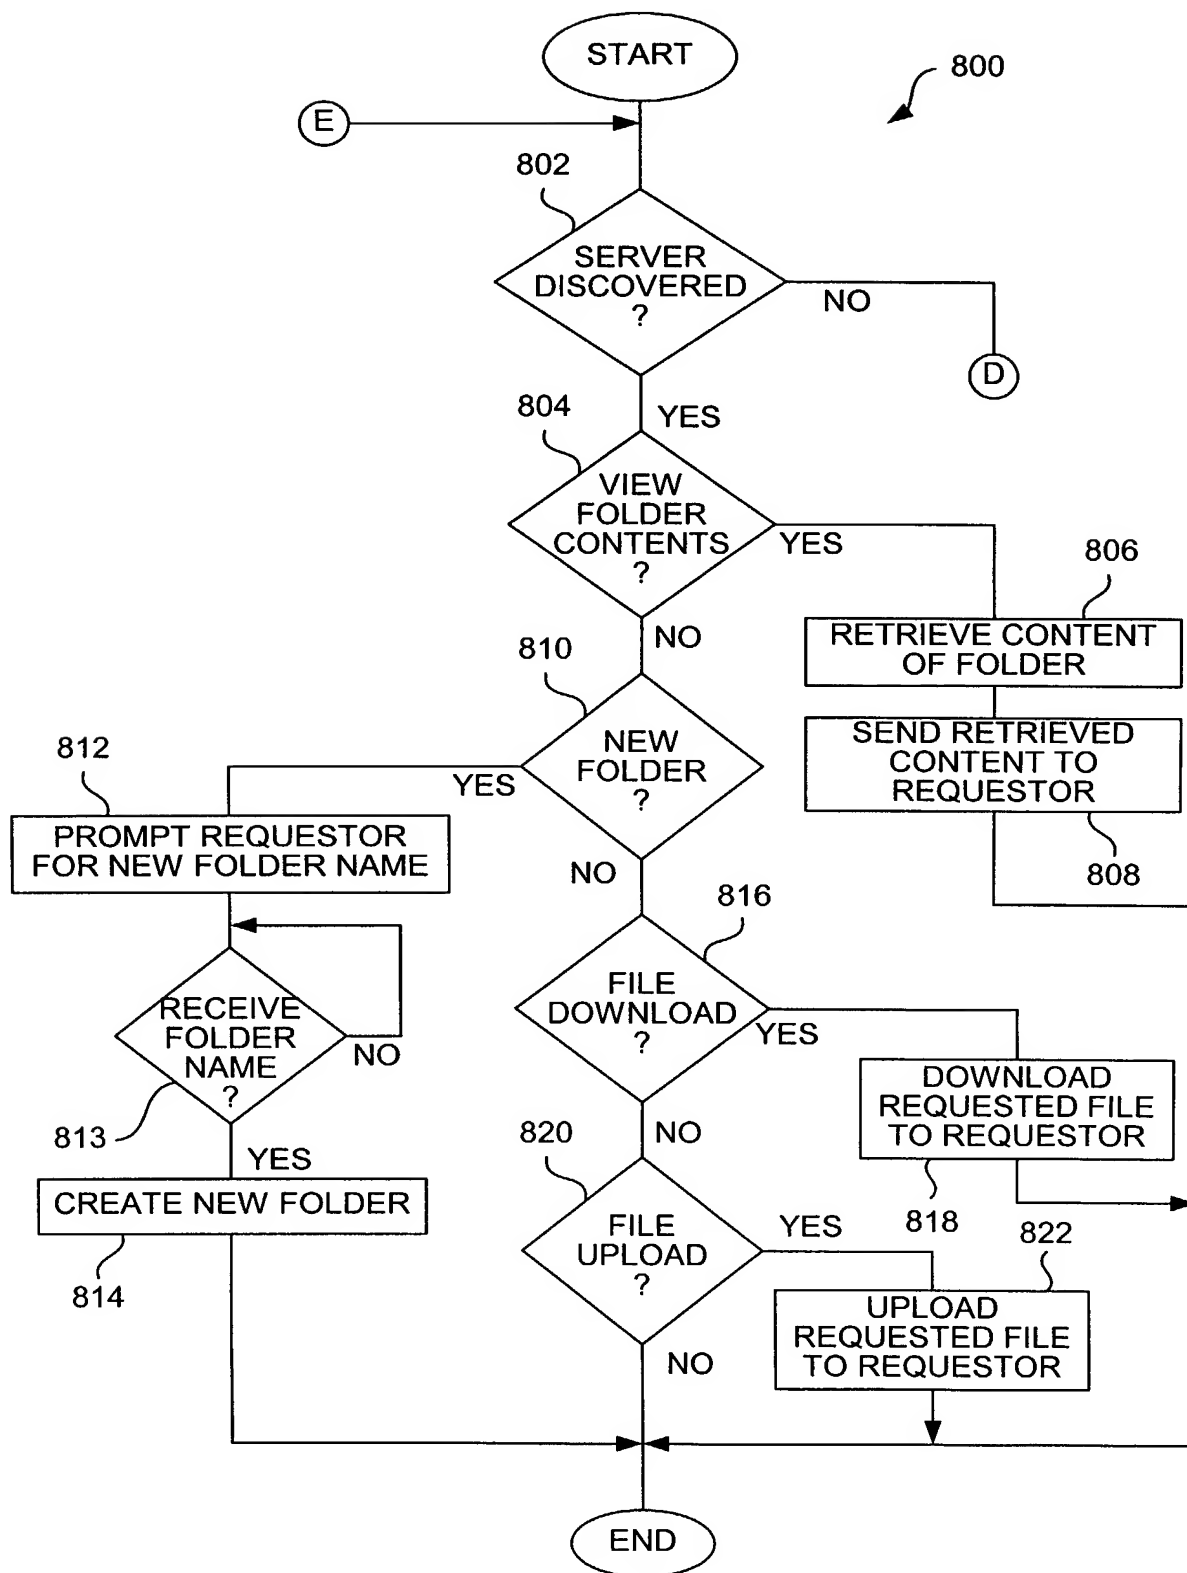 START
800
E
802
SERVER
DISCOVERED
?
NO
D
YES
804
VIEW
FOLDER
CONTENTS
?
YES
806
RETRIEVE CONTENT
OF FOLDER
NO
810
NEW
FOLDER
?
SEND RETRIEVED
CONTENT TO
REQUESTOR
808
812
YES
PROMPT REQUESTOR
FOR NEW FOLDER NAME
NO
816
FILE
DOWNLOAD
?
YES
RECEIVE
FOLDER
NAME
?
NO
813
DOWNLOAD
REQUESTED FILE
TO REQUESTOR
818
YES
CREATE NEW FOLDER
814
NO
820
FILE
UPLOAD
?
YES
822
UPLOAD
REQUESTED FILE
TO REQUESTOR
NO
END